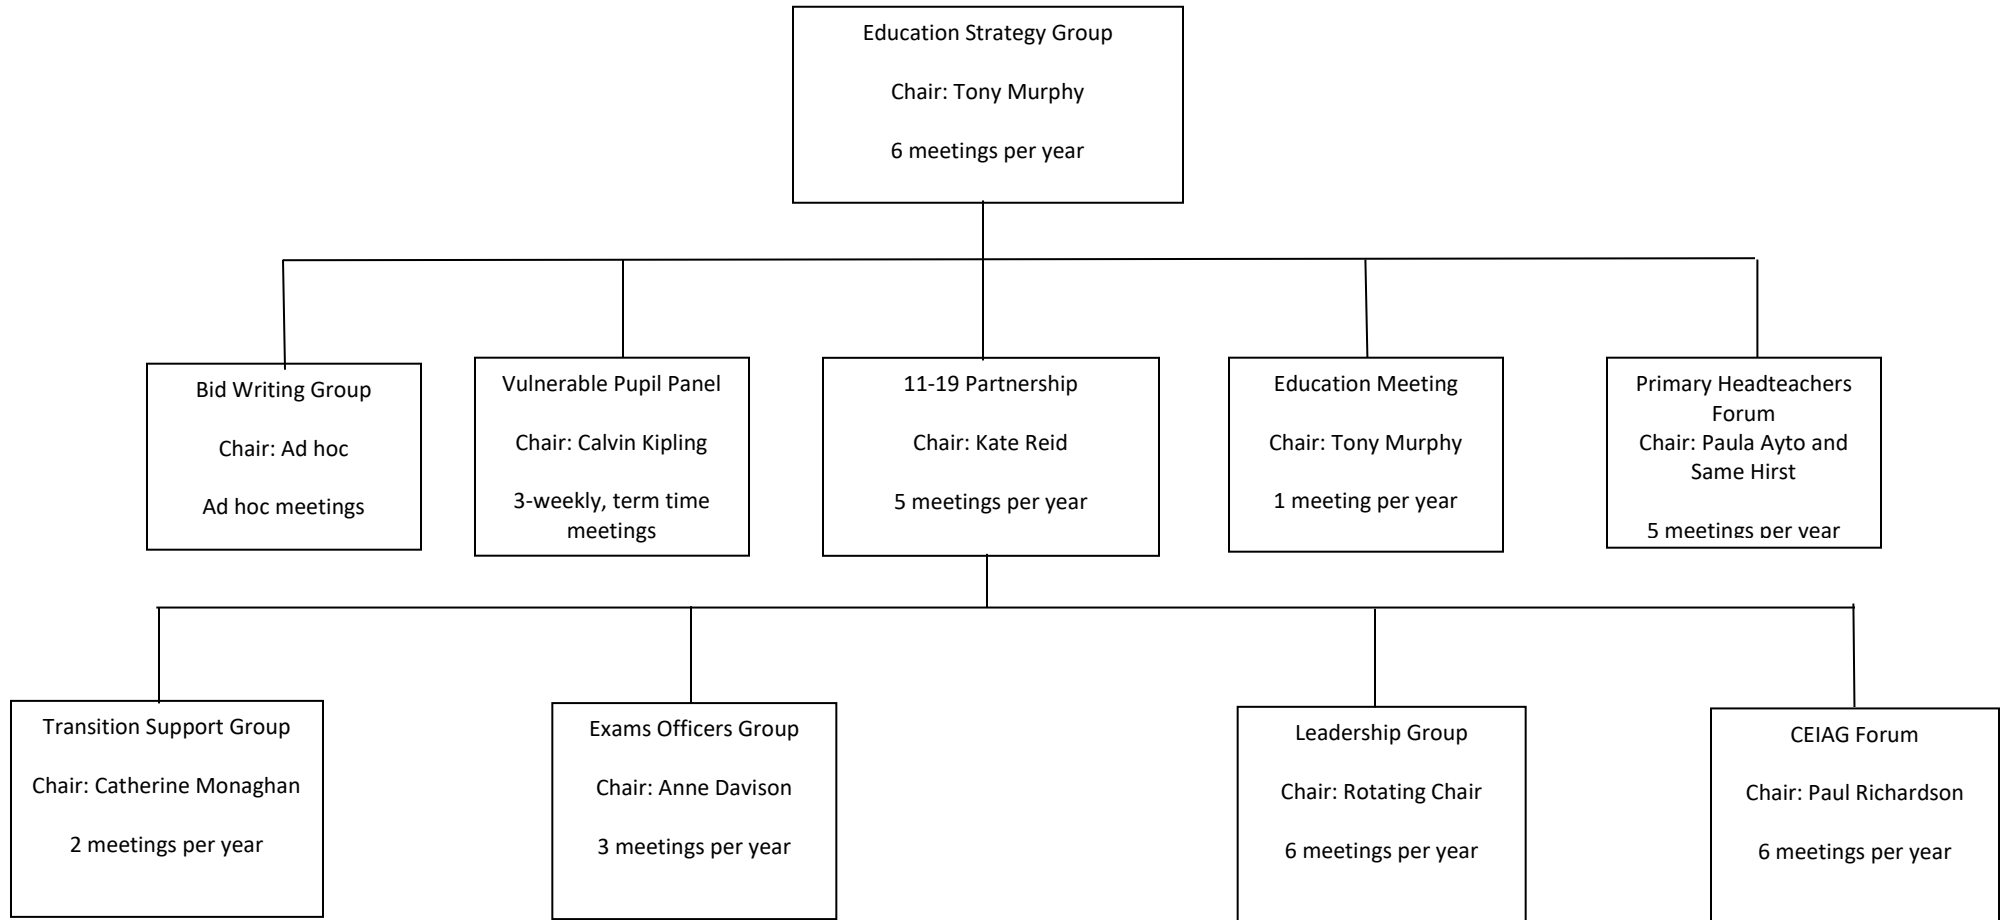 Education Strategy Group
Chair: Tony Murphy
6 meetings per year
Bid Writing Group
Chair: Ad hoc
Ad hoc meetings
Vulnerable Pupil Panel
Chair: Calvin Kipling
3-weekly, term time
meetings
11-19 Partnership
Chair: Kate Reid
5 meetings per year
Education Meeting
Chair: Tony Murphy
1 meeting per year
Primary Headteachers
Forum
Chair: Paula Ayto and
Same Hirst
5 meetings per year
Transition Support Group
Chair: Catherine Monaghan
2 meetings per year
Exams Officers Group
Chair: Anne Davison
3 meetings per year
Leadership Group
Chair: Rotating Chair
6 meetings per year
CEIAG Forum
Chair: Paul Richardson
6 meetings per year